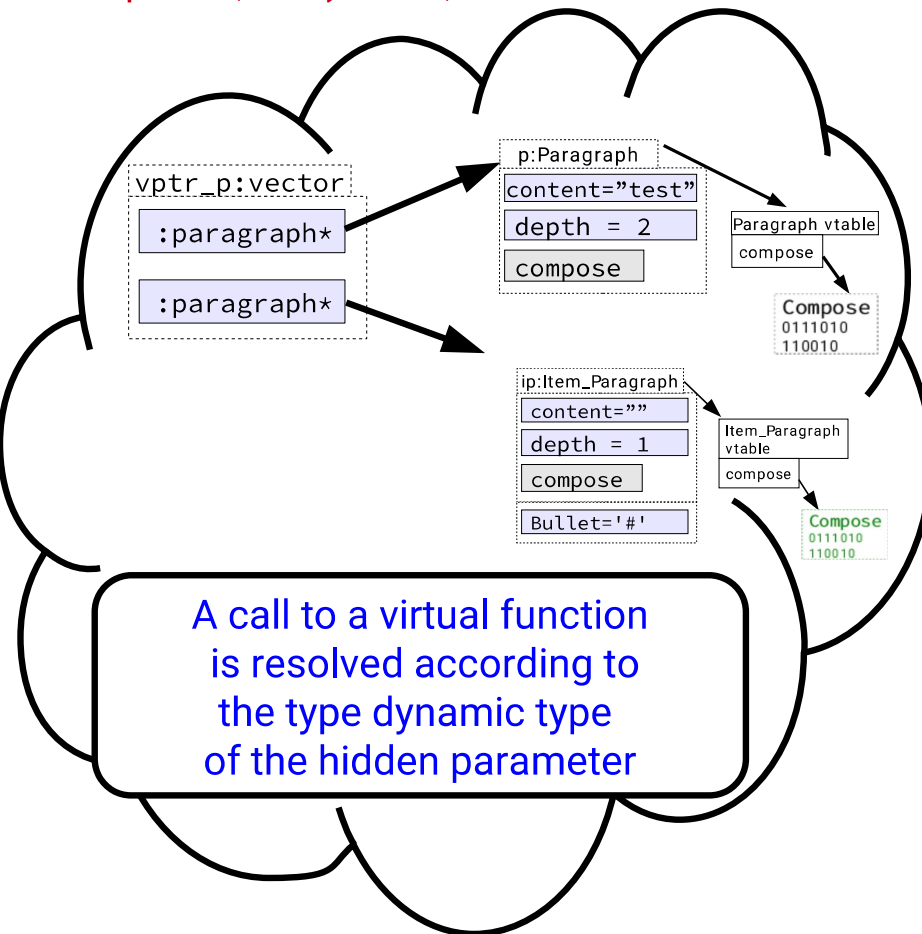 vptr_p:vector
:paragraph*
:paragraph*
p:Paragraph
content=”test”
depth = 2
compose
Paragraph vtable
compose
Compose
0111010
110010
ip:Item_Paragraph
content=””
depth = 1
compose
Bullet='#'
Item_Paragraph
vtable
compose
Compose
0111010
110010
A call to a virtual function
is resolved according to
the type dynamic type
of the hidden parameter